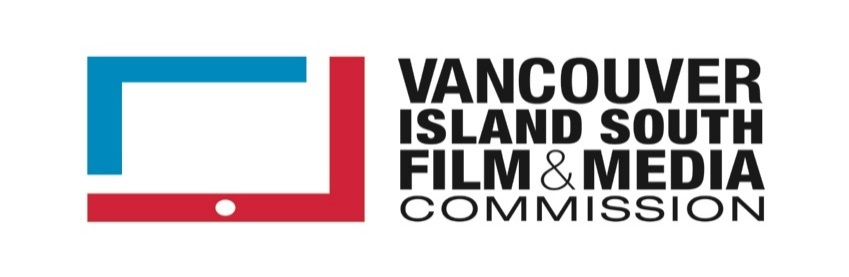 VANCOUVER
ISLAND SOUTH
FILM & MEDIA
COMMISSION